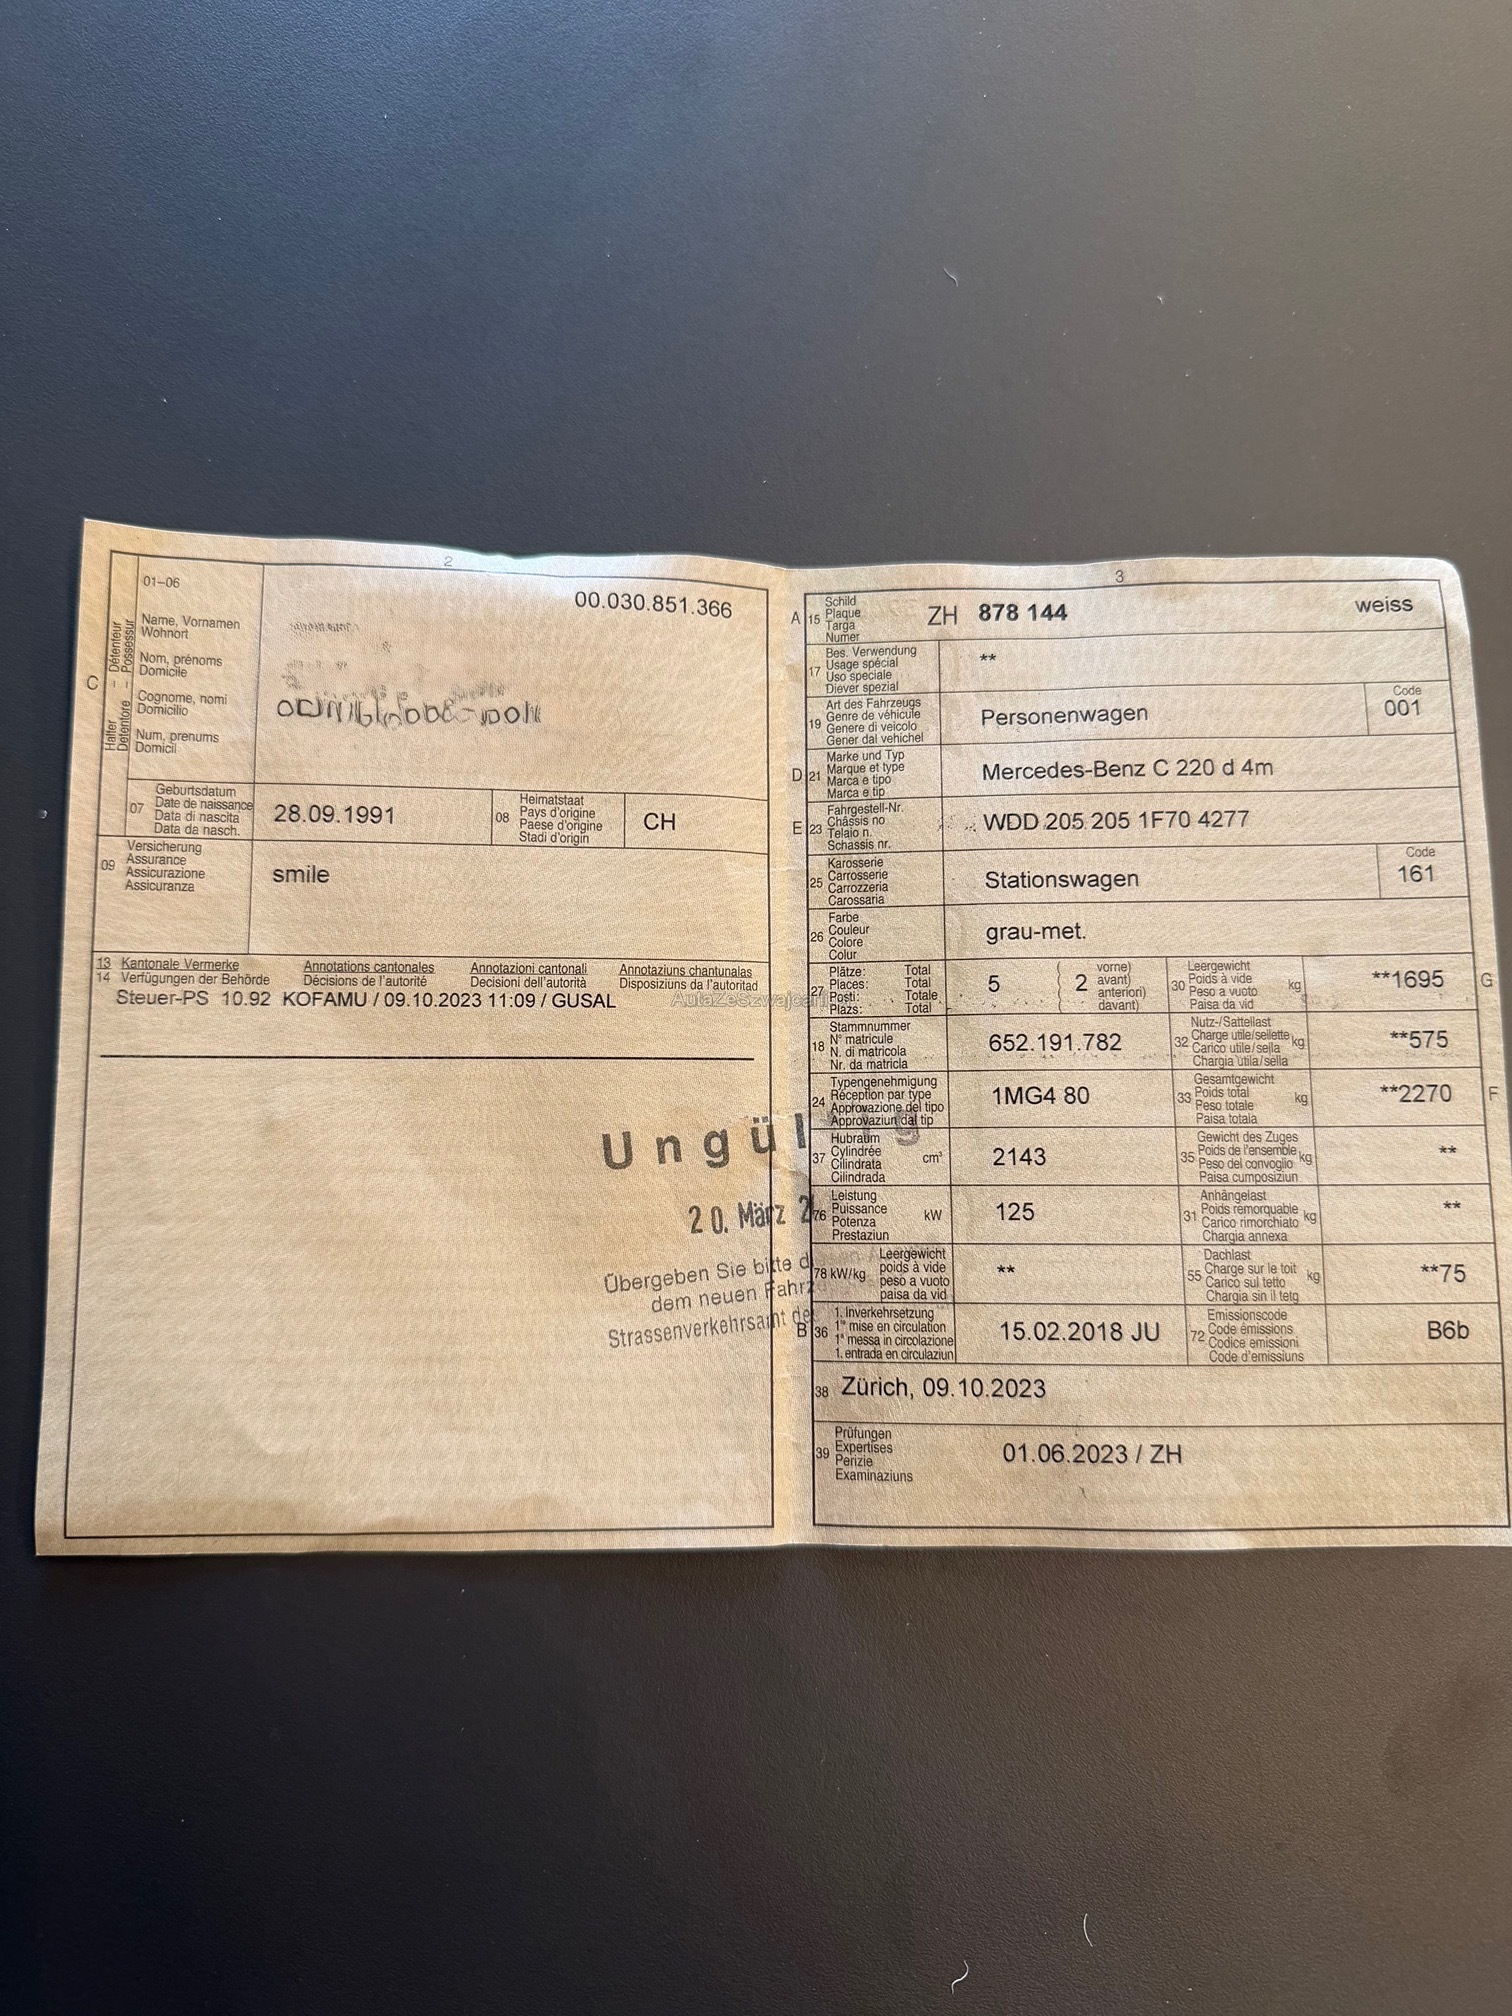 2
01–06
00.030.851.366
C
Halter – Détenteur
Detentore – Possessur
Name, Vornamen
Wohnort
Nom, prénoms
Domicile
Cognome, nomi
Domicilio
Num, prenums
Domicil
07
Geburtsdatum
Date de naissance
Data di nascita
Data da nasch.
28.09.1991
08
Heimatstaat
Pays d'origine
Paese d'origine
Stadi d'origin
CH
09
Versicherung
Assurance
Assicurazione
Assicuranza
smile
13 Kantonale Vermerke Annotations cantonales Annotazioni cantonali Annotaziuns chantunalas
14 Verfügungen der Behörde Décisions de l'autorité Decisioni dell'autorità Disposiziuns da l'autoritad
Steuer-PS 10.92 KOFAMU / 09.10.2023 11:09 / GUSAL
20. März 2
Übergeben Sie bitte d
dem neuen Fahrz
Strassenverkehrsamt de
3
A 15
Schild
Plaque
Targa
Numer
ZH 878 144 weiss
17
Bes. Verwendung
Usage spécial
Uso speciale
Diever spezial
**
19
Art des Fahrzeugs
Genre de véhicule
Genere di veicolo
Gener dal vehichel
Personenwagen
Code
001
D 21
Marke und Typ
Marque et type
Marca e tipo
Marca e tip
Mercedes-Benz C 220 d 4m
E 23
Fahrgestell-Nr.
Châssis no
Telaio n.
Schassis nr.
WDD 205 205 1F70 4277
25
Karosserie
Carrosserie
Carrozzeria
Carossaria
Stationswagen
Code
161
26
Farbe
Couleur
Colore
Colur
grau-met.
27
Plätze: Total
Places: Total
Posti: Totale
Plazs: Total
5
2
vorne)
avant)
anteriori)
davant)
30
Leergewicht
Poids à vide
Peso a vuoto
Paisa da vid
kg
**1695
G
18
Stammnummer
N° matricule
N. di matricola
Nr. da matricla
652.191.782
32
Nutz-/Sattellast
Charge utile/sellette
Carico utile/sella
Chargia utila/sella
kg
**575
24
Typengenehmigung
Réception par type
Approvazione del tipo
Approvaziun dal tip
1MG4 80
33
Gesamtgewicht
Poids total
Peso totale
Paisa totala
kg
**2270
F
37
Hubraum
Cylindrée
Cilindrata
Cilindrada
cm³
2143
35
Gewicht des Zuges
Poids de l'ensemble
Peso del convoglio
Paisa cumposiziun
kg
**
76
Leistung
Puissance
Potenza
Prestaziun
kW
125
31
Anhängelast
Poids remorquable
Carico rimorchiato
Chargia annexa
kg
**
78 kW/kg
Leergewicht
poids à vide
peso a vuoto
paisa da vid
**
55
Dachlast
Charge sur le toit
Carico sul tetto
Chargia sin il tetg
kg
**75
B 36
1. Inverkehrsetzung
1re mise en circulation
1a messa in circolazione
1. entrada en circulaziun
15.02.2018 JU
72
Emissionscode
Code émissions
Codice emissioni
Code d'emissiuns
B6b
38 Zürich, 09.10.2023
39
Prüfungen
Expertises
Perizie
Examinaziuns
01.06.2023 / ZH